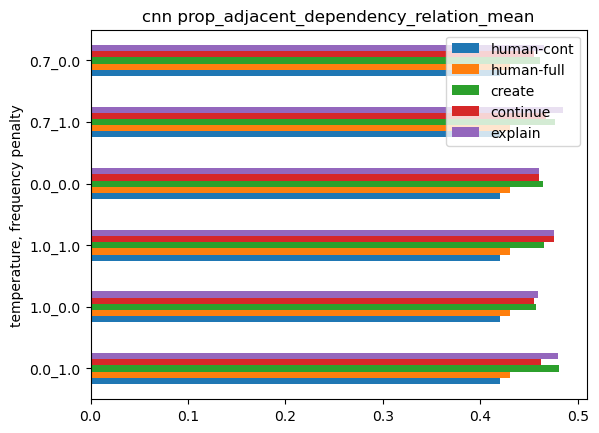 cnn prop_adjacent_dependency_relation_mean
temperature, frequency penalty
0.7_0.0
0.7_1.0
0.0_0.0
1.0_1.0
1.0_0.0
0.0_1.0
human-cont
human-full
create
continue
explain
0.0 0.1 0.2 0.3 0.4 0.5